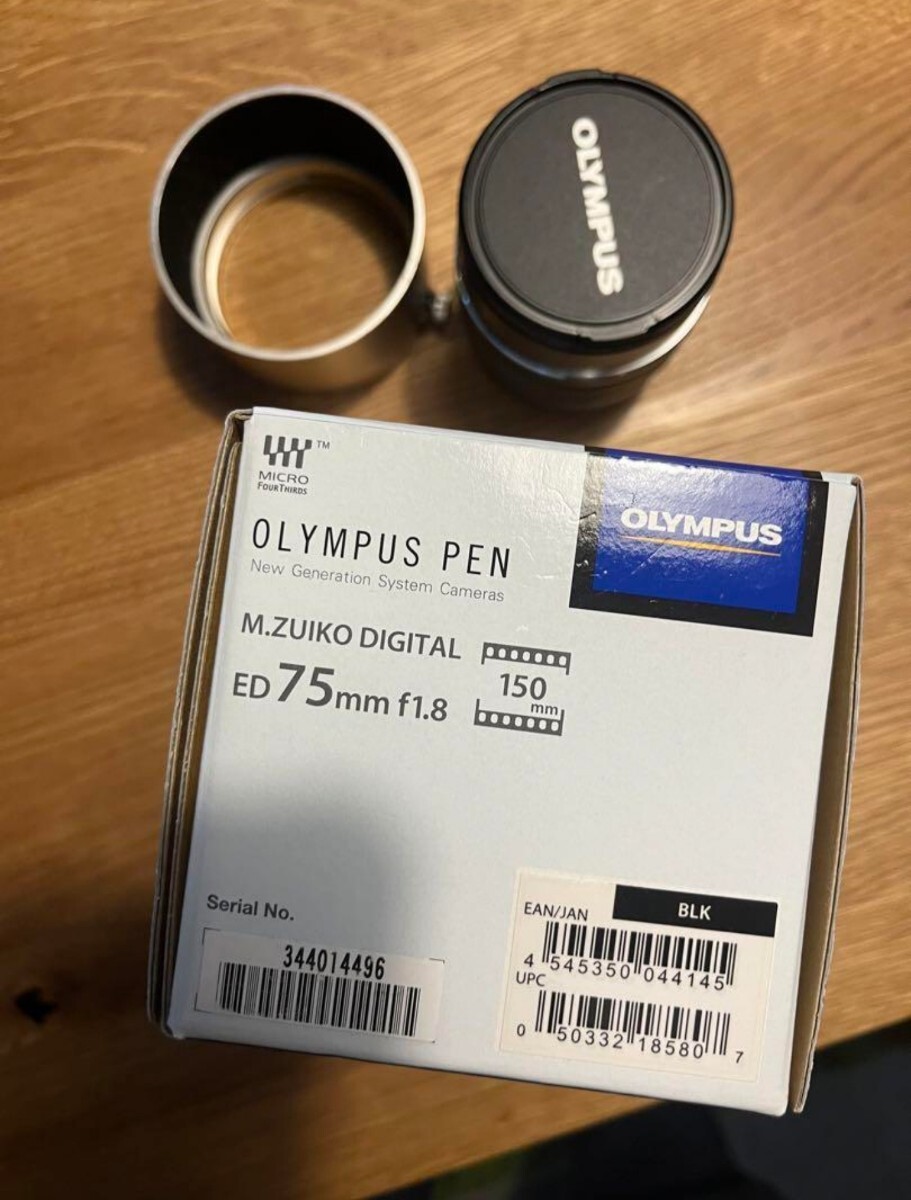 OLYMPUS
MICRO
FOURTHIRDS
TM
OLYMPUS PEN
New Generation System Cameras
OLYMPUS
M.ZUIKO DIGITAL
ED 75mm f1.8
150
mm
Serial No.
344014496
EAN/JAN
BLK
4 545350 044145
UPC
0 50332 18580 7